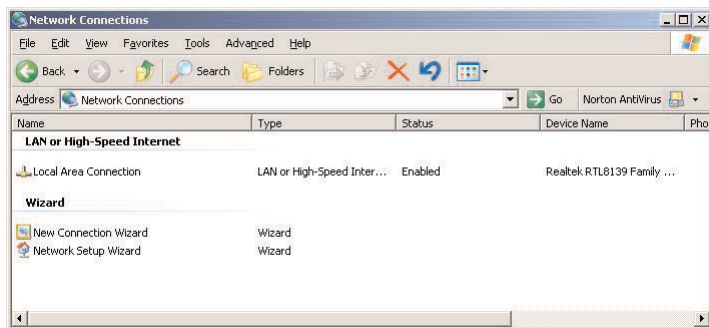 Network Connections
File Edit View Favorites Tools Advanced Help
Back Search Folders
Address Network Connections Go Norton AntiVirus
Name Type Status Device Name Pho
LAN or High-Speed Internet
Local Area Connection LAN or High-Speed Inter... Enabled Realtek RTL8139 Family ...
Wizard
New Connection Wizard Wizard
Network Setup Wizard Wizard